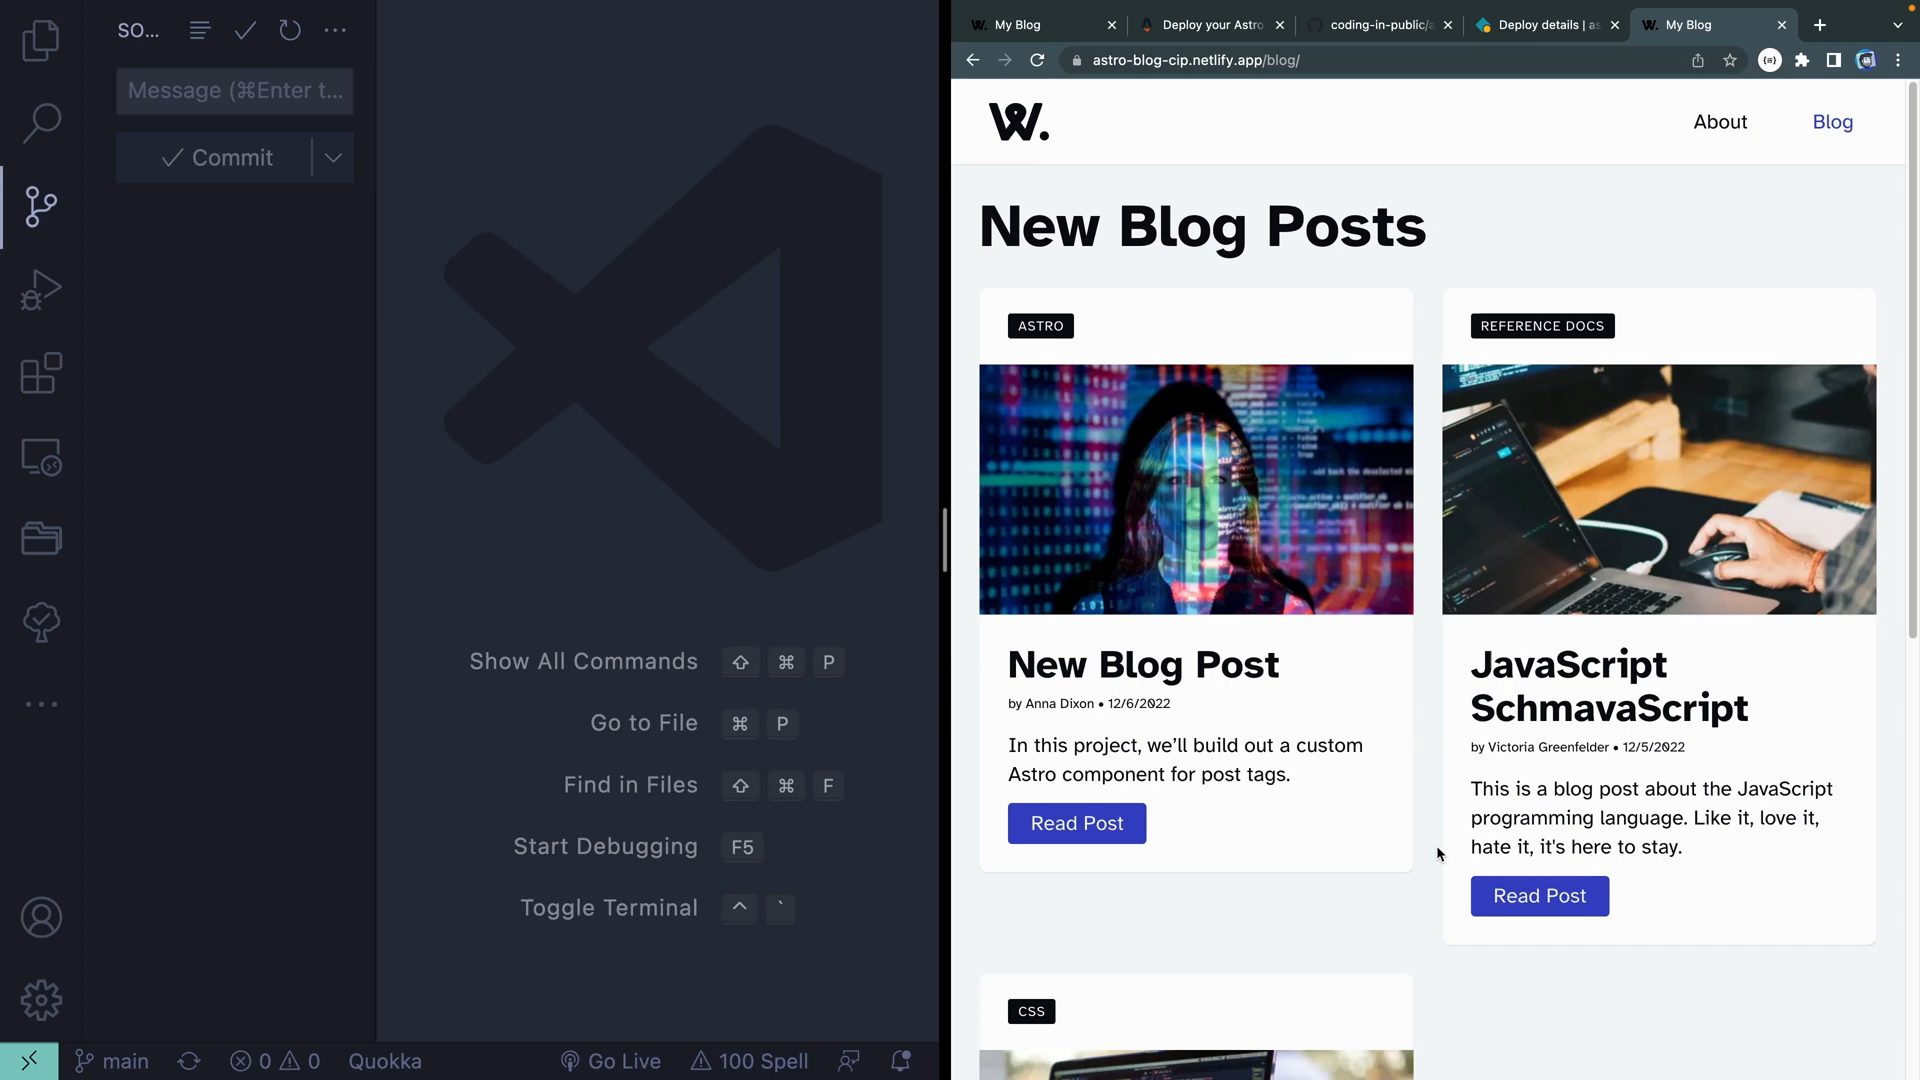 SO...
Message (⌘Enter t...
Commit
Show All Commands ⇧ ⌘ P
Go to File ⌘ P
Find in Files ⇧ ⌘ F
Start Debugging F5
Toggle Terminal ^ `
main
0 0
Quokka
Go Live
100 Spell
My Blog
Deploy your Astro
coding-in-public/a
Deploy details | as
My Blog
astro-blog-cip.netlify.app/blog/
W.
About
Blog
New Blog Posts
ASTRO
New Blog Post
by Anna Dixon • 12/6/2022
In this project, we’ll build out a custom
Astro component for post tags.
Read Post
REFERENCE DOCS
JavaScript
SchmavaScript
by Victoria Greenfelder • 12/5/2022
This is a blog post about the JavaScript
programming language. Like it, love it,
hate it, it's here to stay.
Read Post
CSS